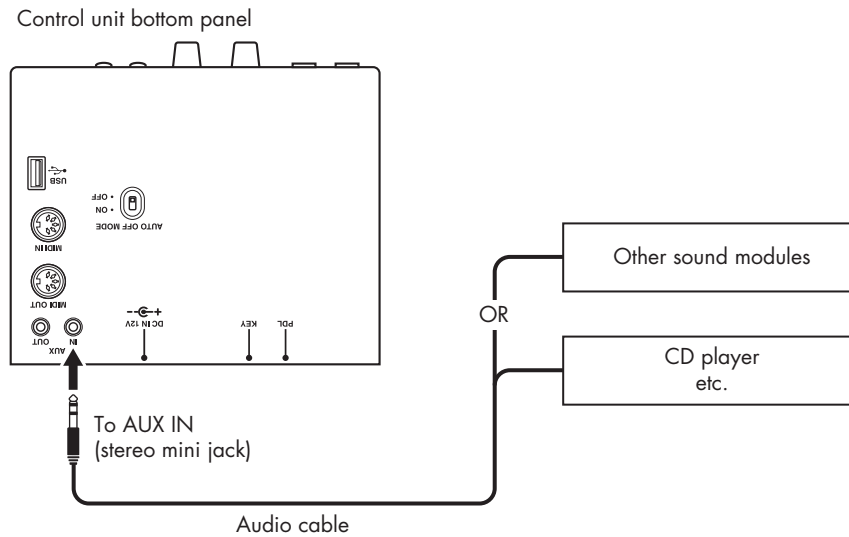 Control unit bottom panel
USB
OFF
ON
AUTO OFF MODE
MIDI IN
MIDI OUT
OUT
IN
AUX
DC IN 12V
KEY
PDL
Other sound modules
OR
CD player
etc.
To AUX IN
(stereo mini jack)
Audio cable